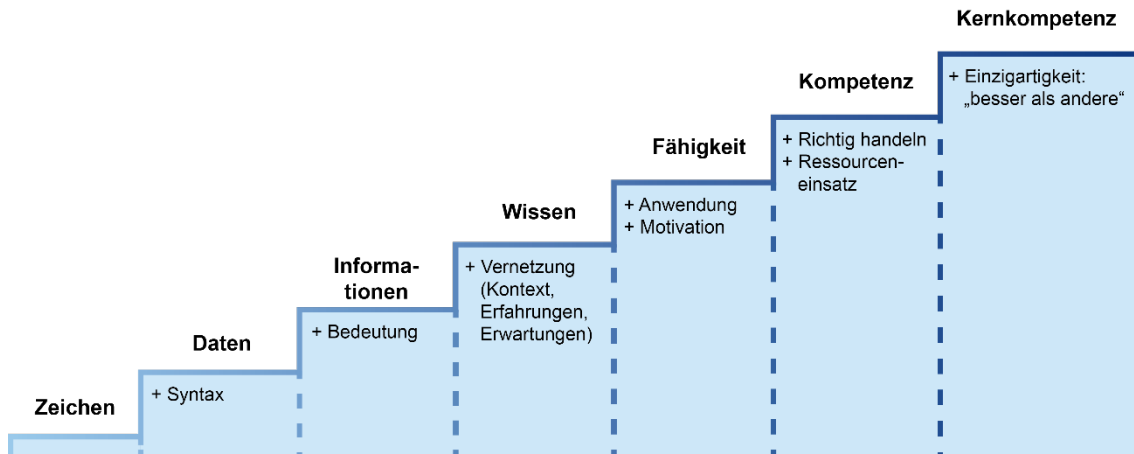 Zeichen
Daten
+ Syntax
Informa-
tionen
+ Bedeutung
Wissen
+ Vernetzung
(Kontext,
Erfahrungen,
Erwartungen)
Fähigkeit
+ Anwendung
+ Motivation
Kompetenz
+ Richtig handeln
+ Ressourcen-
einsatz
Kernkompetenz
+ Einzigartigkeit:
„besser als andere“